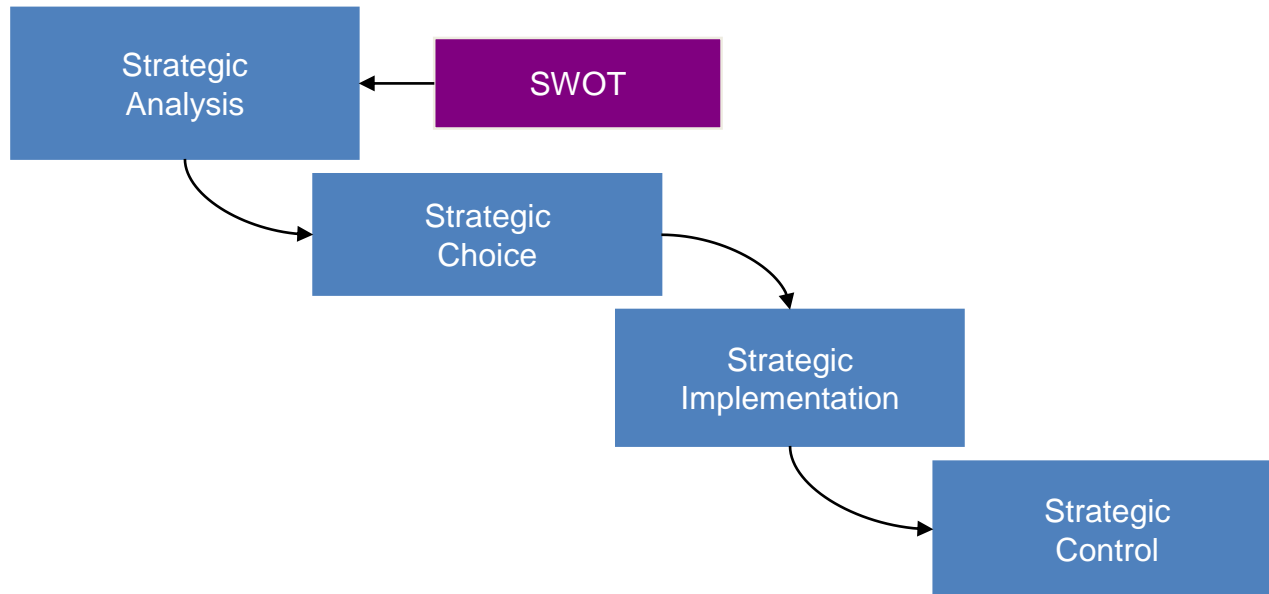 Strategic
Analysis
SWOT
Strategic
Choice
Strategic
Implementation
Strategic
Control